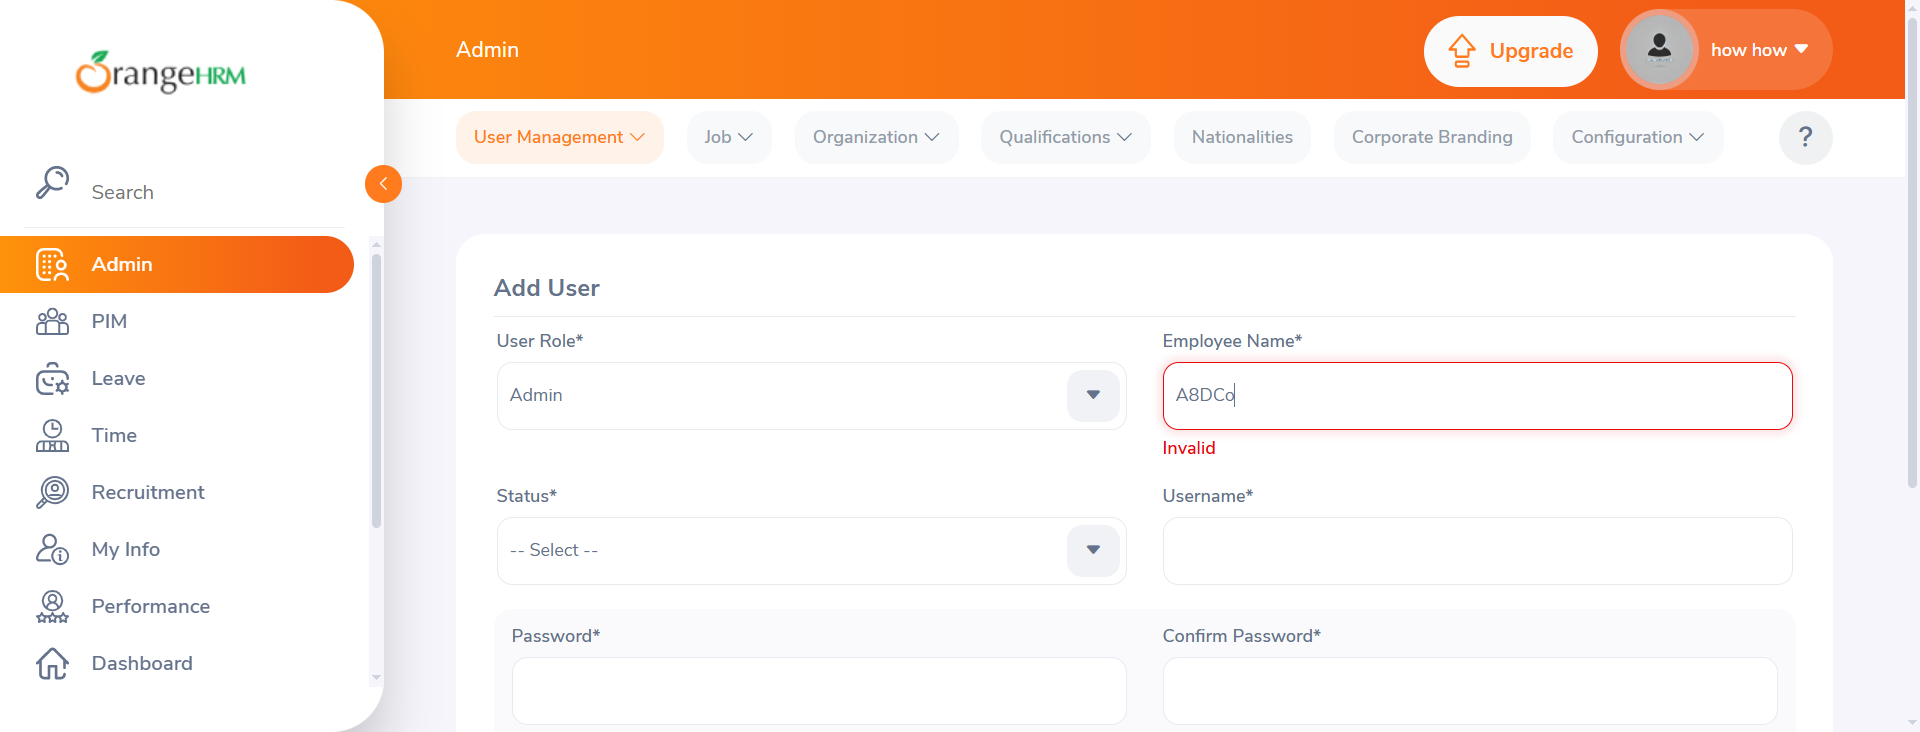 OrangeHRM
Search
Admin
PIM
Leave
Time
Recruitment
My Info
Performance
Dashboard
Admin
Upgrade
how how
User Management
Job
Organization
Qualifications
Nationalities
Corporate Branding
Configuration
?
Add User
User Role*
Employee Name*
Admin
A8DCo
Invalid
Status*
Username*
-- Select --
Password*
Confirm Password*